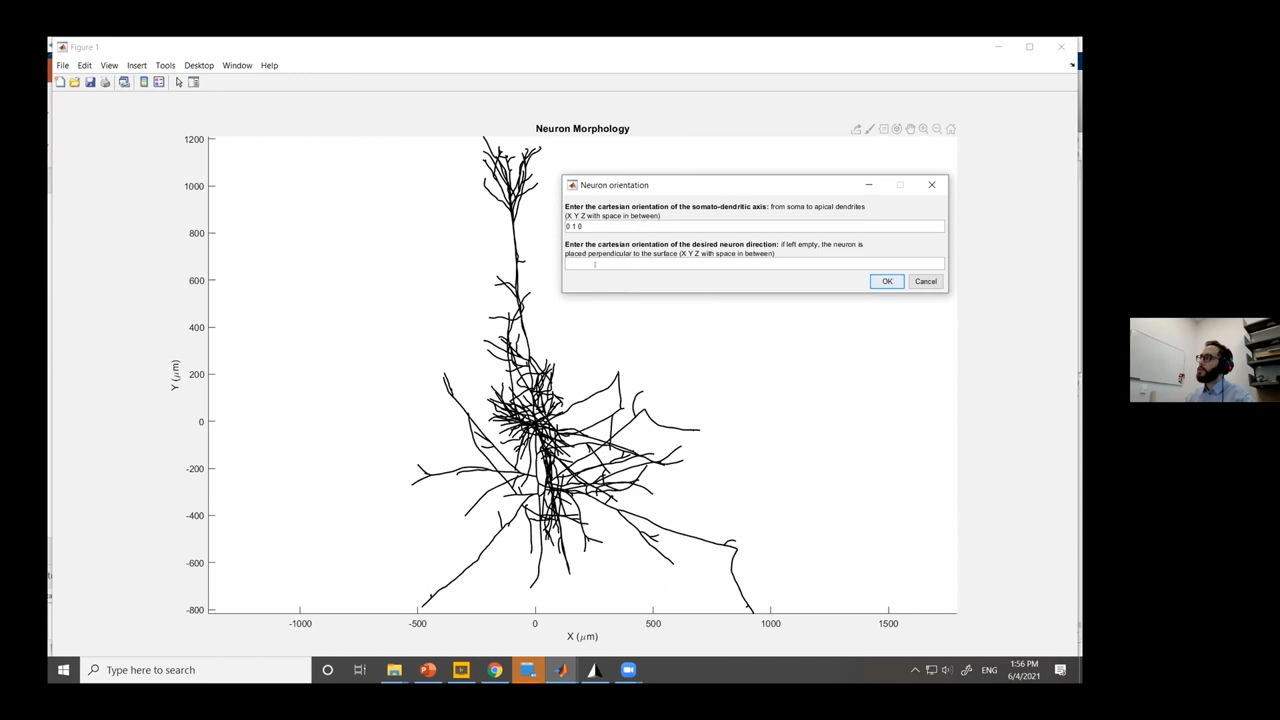 Figure 1
File Edit View Insert Tools Desktop Window Help
Neuron Morphology
Neuron orientation
Enter the cartesian orientation of the somato-dendritic axis: from soma to apical dendrites
(X Y Z with space in between)
0 1 0
Enter the cartesian orientation of the desired neuron direction: if left empty, the neuron is
placed perpendicular to the surface (X Y Z with space in between)
OK Cancel
1200
1000
800
600
400
200
0
-200
-400
-600
-800
Y (μm)
-1000 -500 0 500 1000 1500
X (μm)
Type here to search
ENG
1:56 PM
6/4/2021